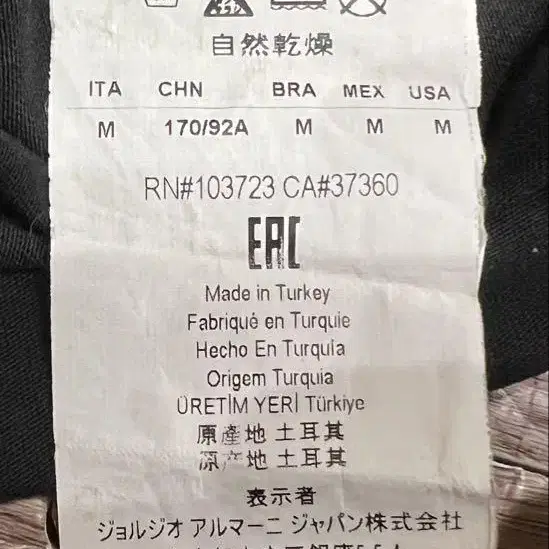 自然乾燥
ITA CHN BRA MEX USA
M 170/92A M M M
RN#103723 CA#37360
EAC
Made in Turkey
Fabriqué en Turquie
Hecho En Turquía
Origem Turquia
ÜRETİM YERİ Türkiye
原產地 土耳其
原产地 土耳其
表示者
ジョルジオ アルマーニ ジャパン株式会社